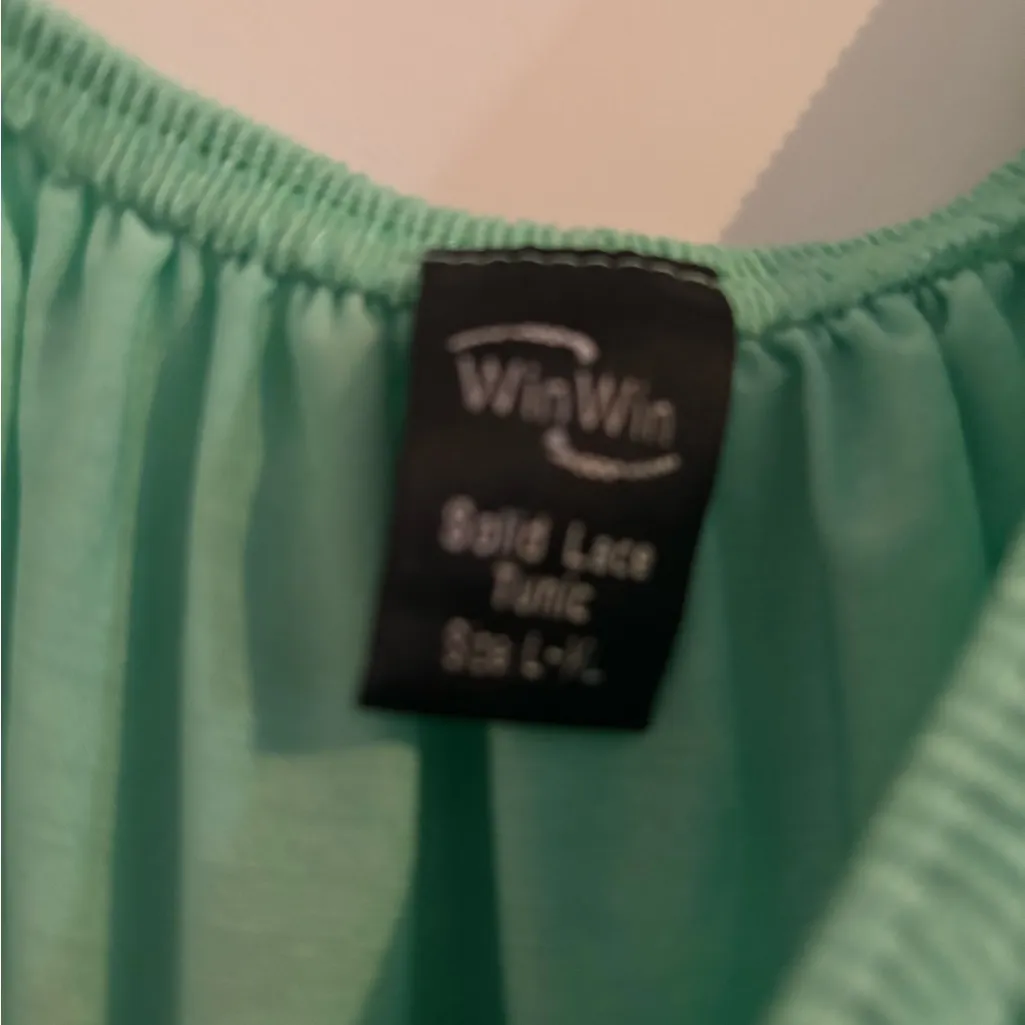 WinWin
Solid Lace
Tunic
Size L-XL